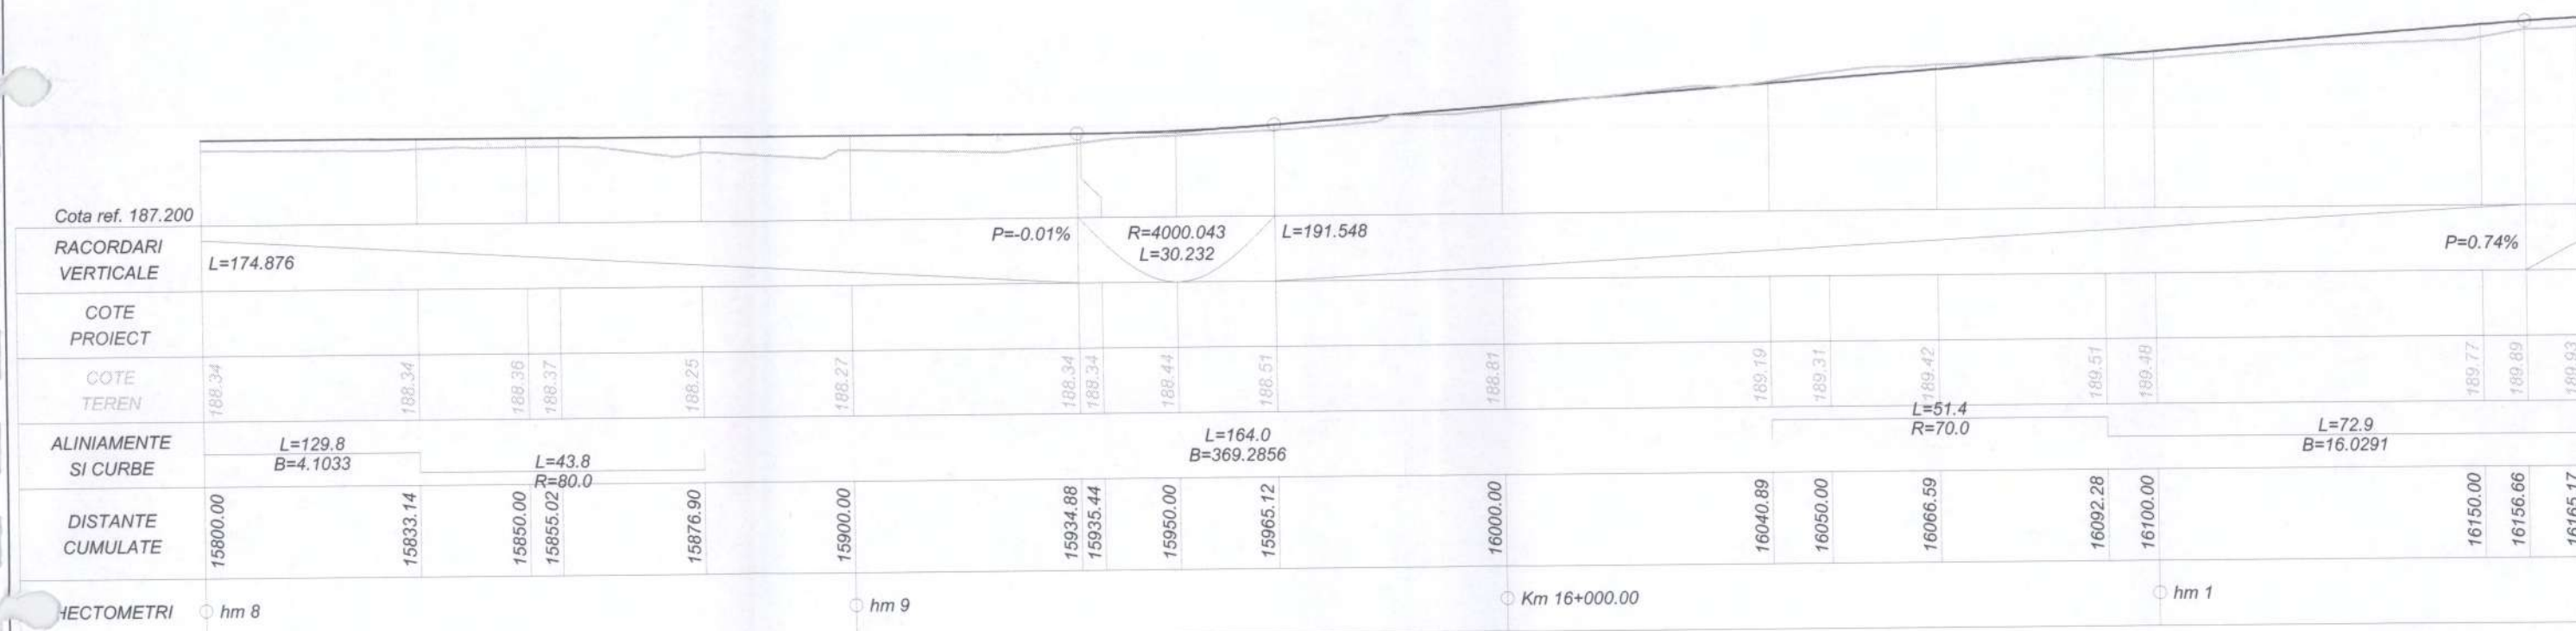 Cota ref. 187.200
RACORDARI
VERTICALE
L=174.876
P=-0.01%
R=4000.043
L=30.232
L=191.548
P=0.74%
COTE
PROIECT
COTE
TEREN
188.34
188.34
188.36
188.37
188.25
188.27
188.34
188.34
188.44
188.51
188.81
189.19
189.31
189.42
189.51
189.48
189.77
189.89
189.93
ALINIAMENTE
SI CURBE
L=129.8
B=4.1033
L=43.8
R=80.0
L=164.0
B=369.2856
L=51.4
R=70.0
L=72.9
B=16.0291
DISTANTE
CUMULATE
15800.00
15833.14
15850.00
15855.02
15876.90
15900.00
15934.88
15935.44
15950.00
15965.12
16000.00
16040.89
16050.00
16066.59
16092.28
16100.00
16150.00
16156.66
16165.17
HECTOMETRI
hm 8
hm 9
Km 16+000.00
hm 1